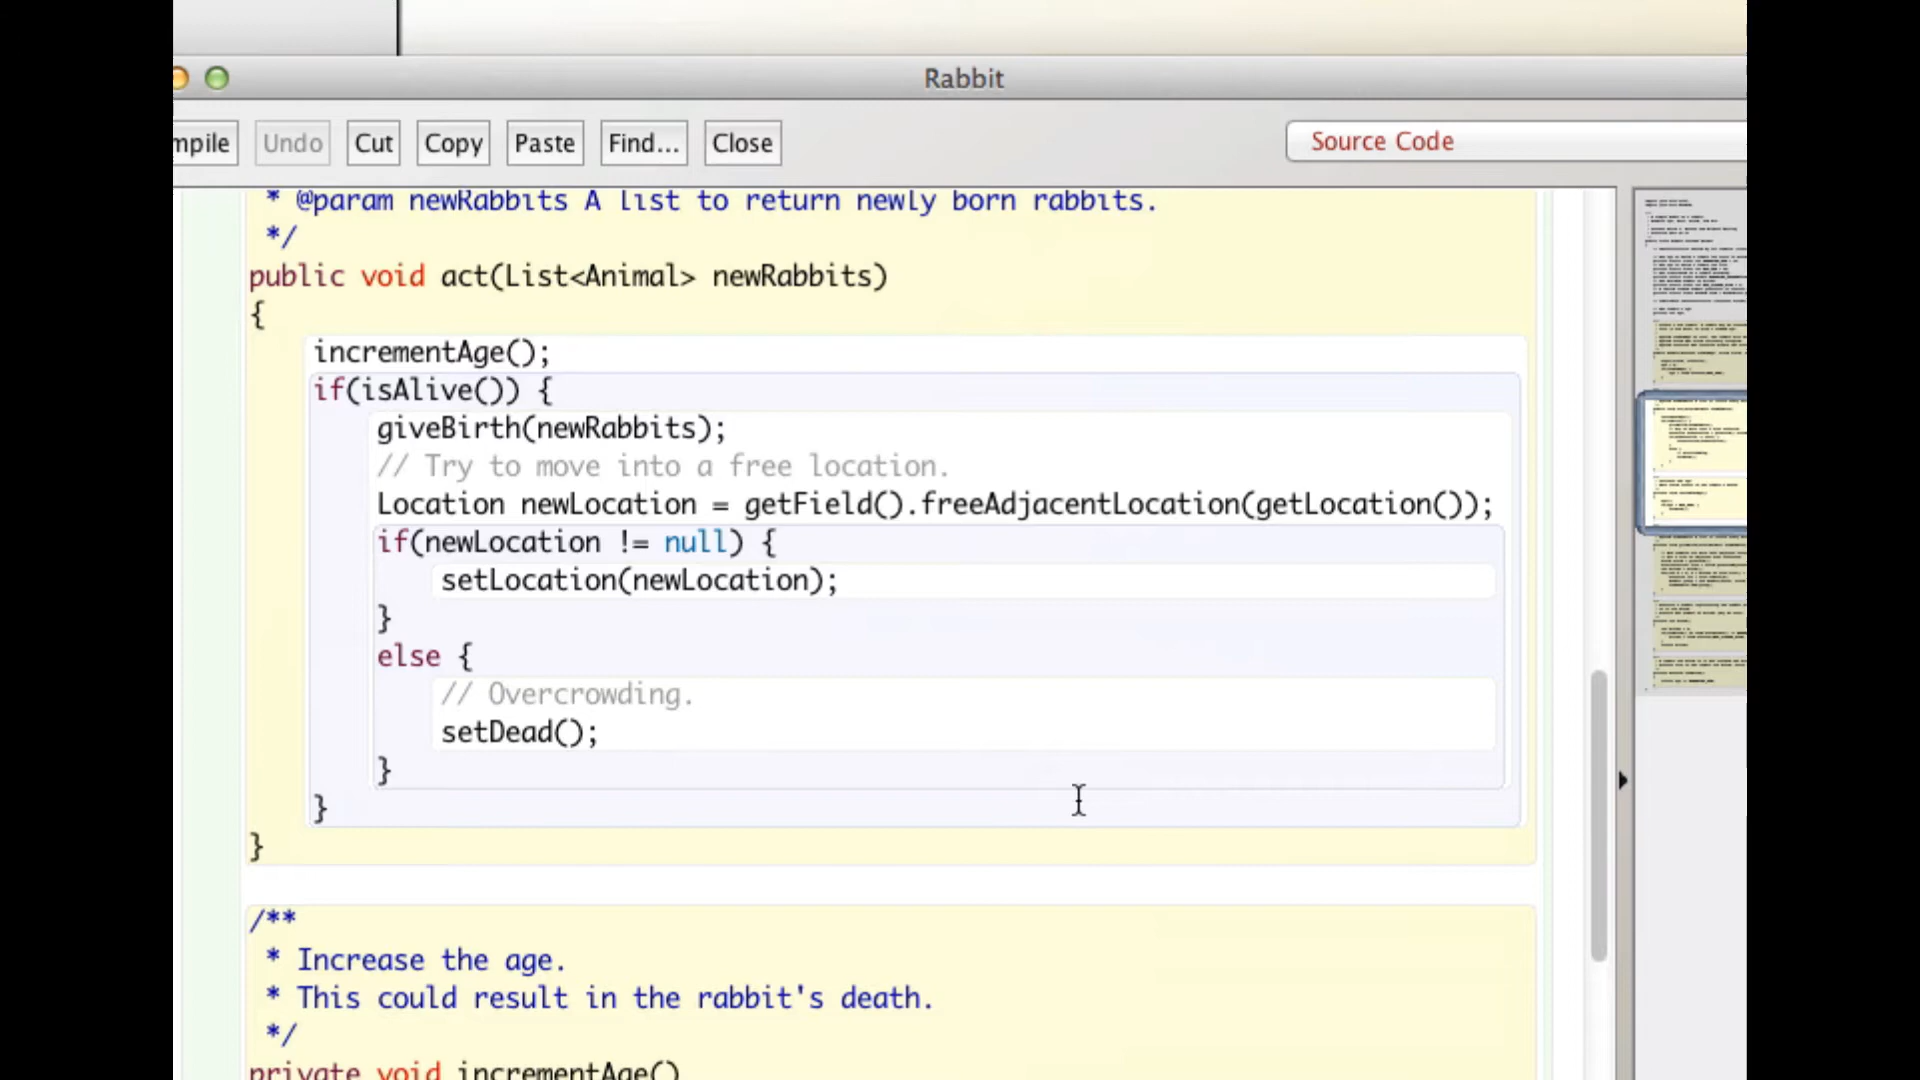 Rabbit
mpile Undo Cut Copy Paste Find... Close Source Code
* @param newRabbits A list to return newly born rabbits.
*/
public void act(List<Animal> newRabbits)
{
incrementAge();
if(isAlive()) {
giveBirth(newRabbits);
// Try to move into a free location.
Location newLocation = getField().freeAdjacentLocation(getLocation());
if(newLocation != null) {
setLocation(newLocation);
}
else {
// Overcrowding.
setDead();
}
}
}
/**
* Increase the age.
* This could result in the rabbit's death.
*/
private void incrementAge()